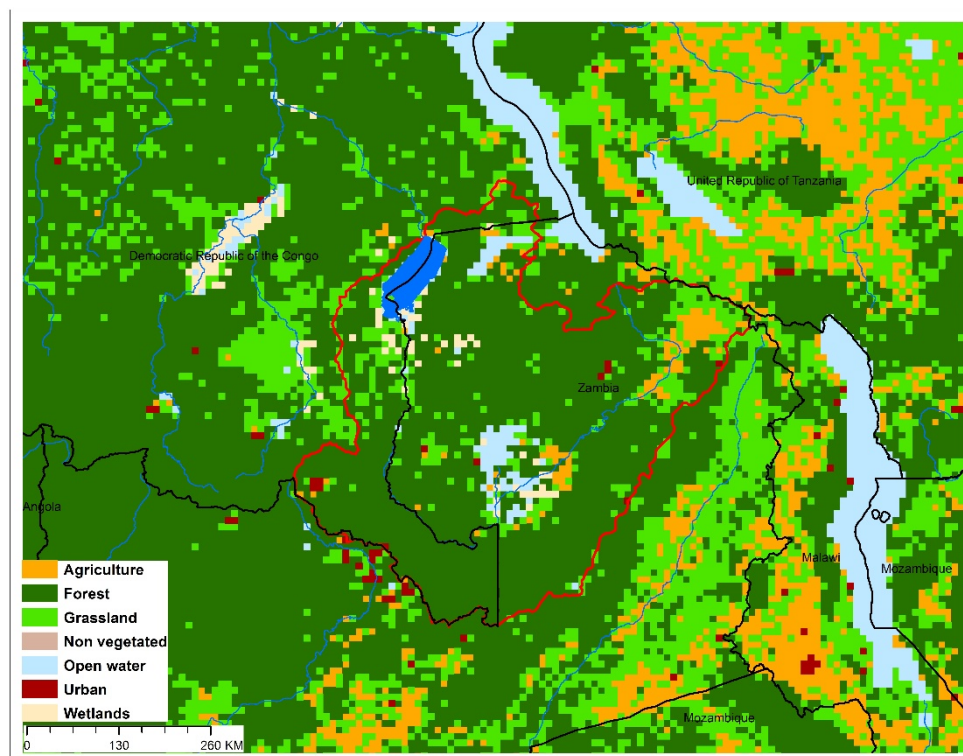 United Republic of Tanzania
Democratic Republic of the Congo
Zambia
Angola
Malawi
Mozambique
Agriculture
Forest
Grassland
Non vegetated
Open water
Urban
Wetlands
Mozambique
0 130 260 KM